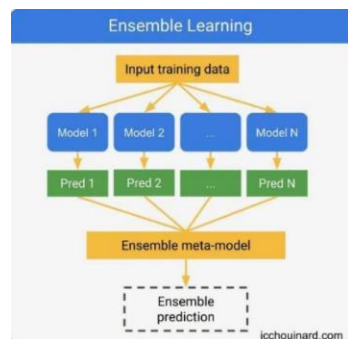 Ensemble Learning
Input training data
Model 1 Model 2 ... Model N
Pred 1 Pred 2 ... Pred N
Ensemble meta-model
Ensemble
prediction
jcchouinard.com